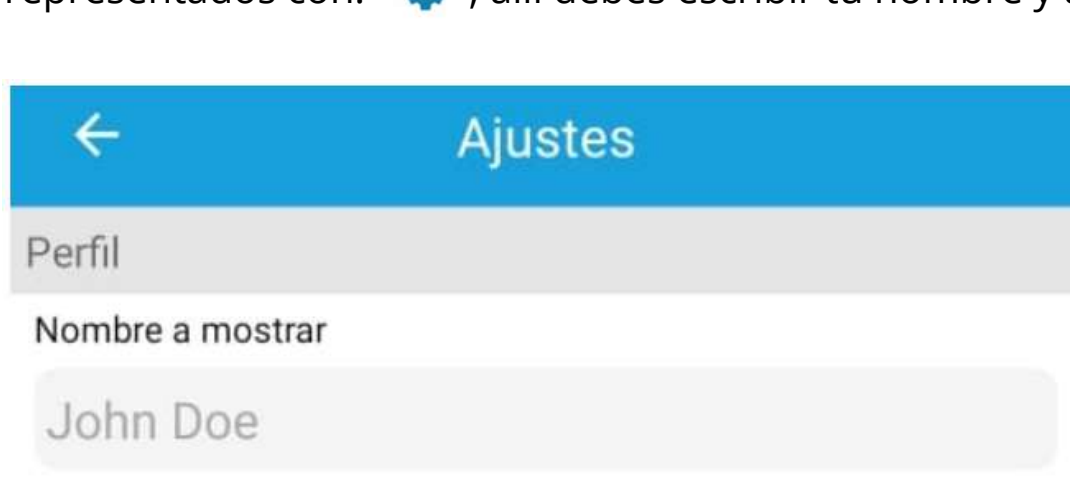 representados con: , allí debes escribir tu nombre y
Ajustes
Perfil
Nombre a mostrar
John Doe